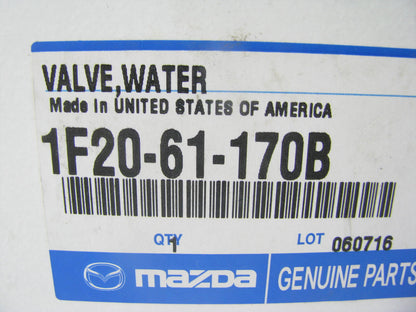 VALVE,WATER
Made in UNITED STATES OF AMERICA
1F20-61-170B
QTY 1 LOT 060716
mazda GENUINE PARTS